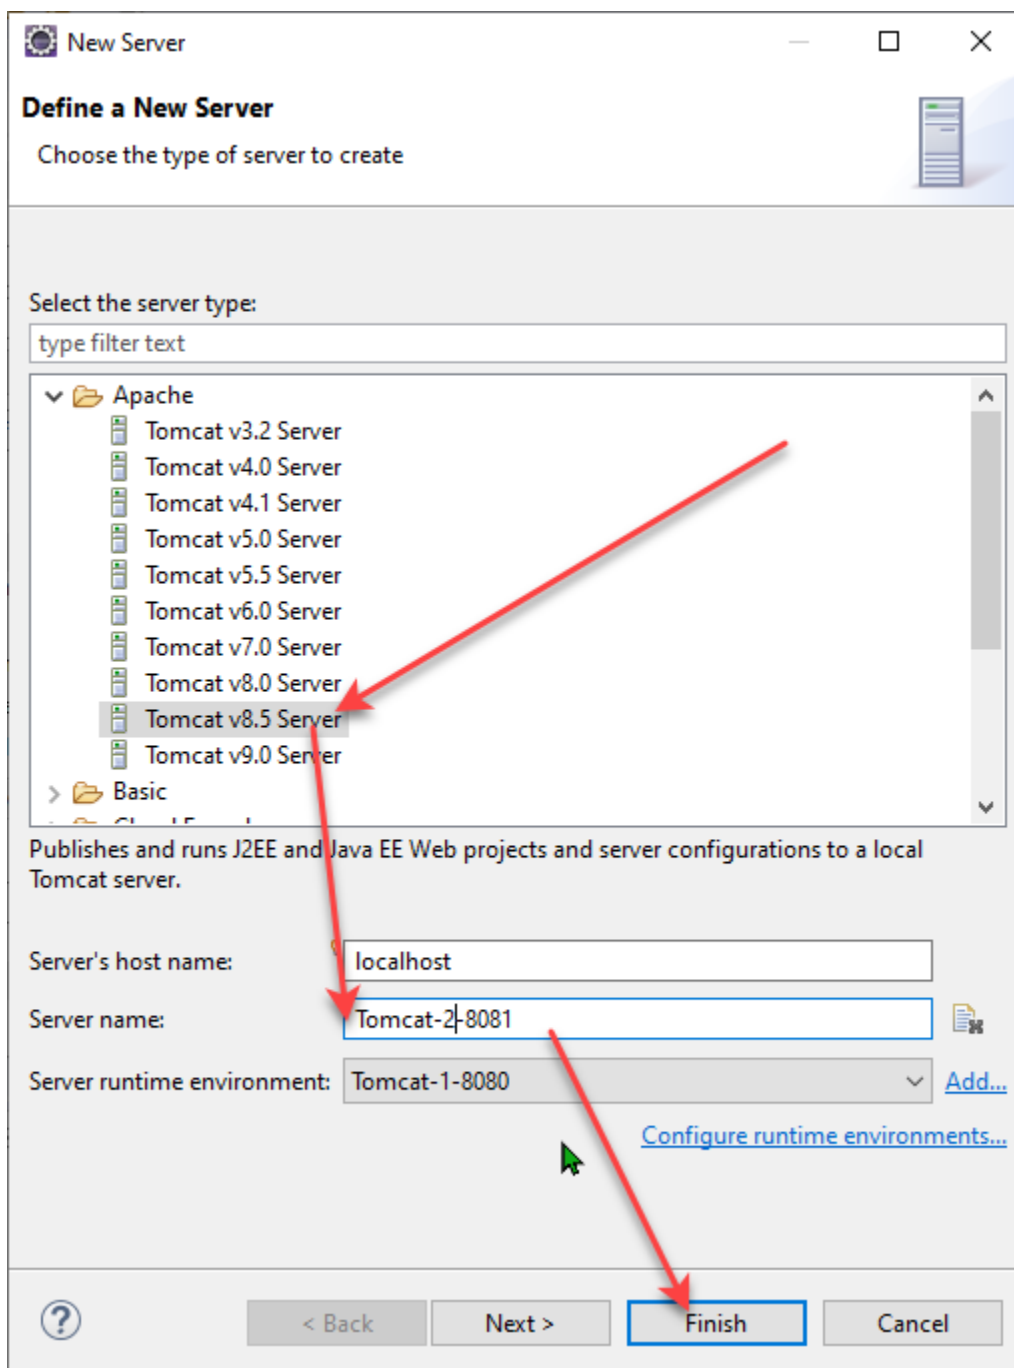 New Server
Define a New Server
Choose the type of server to create
Select the server type:
type filter text
Apache
Tomcat v3.2 Server
Tomcat v4.0 Server
Tomcat v4.1 Server
Tomcat v5.0 Server
Tomcat v5.5 Server
Tomcat v6.0 Server
Tomcat v7.0 Server
Tomcat v8.0 Server
Tomcat v8.5 Server
Tomcat v9.0 Server
Basic
Publishes and runs J2EE and Java EE Web projects and server configurations to a local
Tomcat server.
Server's host name: localhost
Server name: Tomcat-2-8081
Server runtime environment: Tomcat-1-8080 Add...
Configure runtime environments...
? < Back Next > Finish Cancel